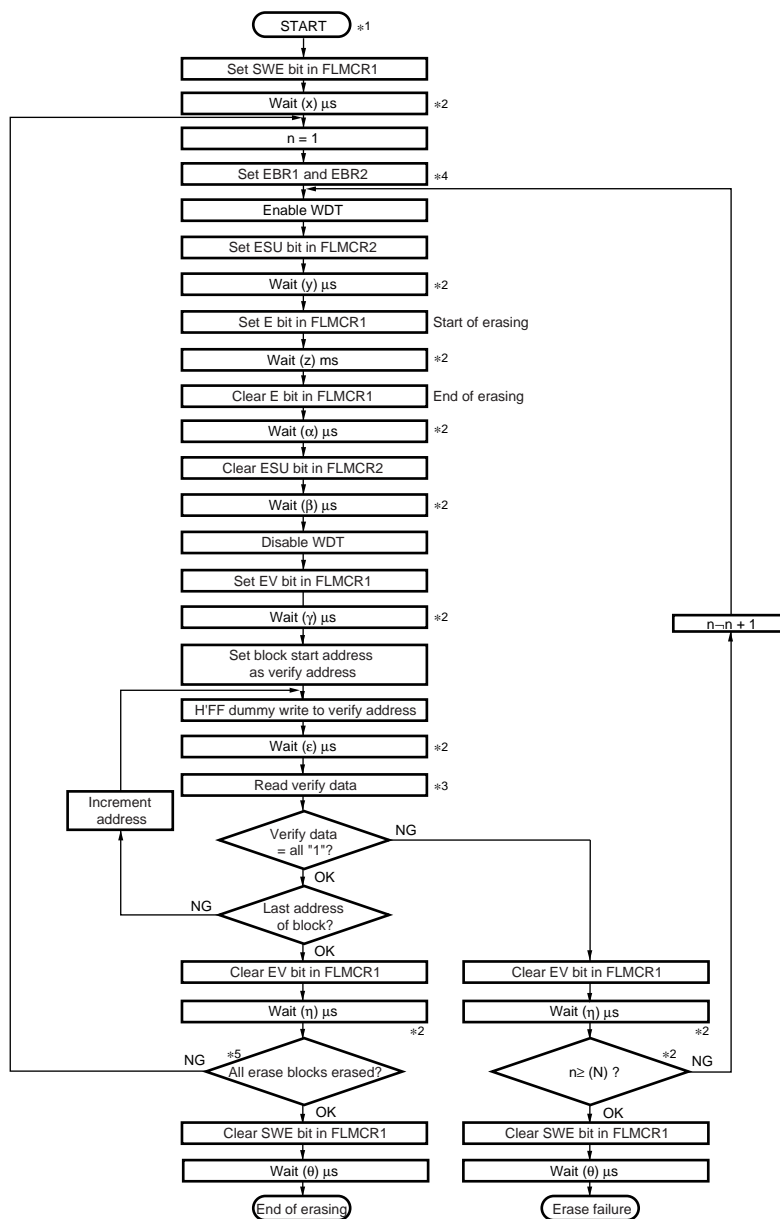 START *1
Set SWE bit in FLMCR1
Wait (x) μs *2
n = 1
Set EBR1 and EBR2 *4
Enable WDT
Set ESU bit in FLMCR2
Wait (y) μs *2
Set E bit in FLMCR1 Start of erasing
Wait (z) ms *2
Clear E bit in FLMCR1 End of erasing
Wait (α) μs *2
Clear ESU bit in FLMCR2
Wait (β) μs *2
Disable WDT
Set EV bit in FLMCR1
Wait (γ) μs *2
n¬n + 1
Set block start address
as verify address
H'FF dummy write to verify address
Wait (ε) μs *2
Read verify data *3
Increment
address
Verify data
= all "1"?
NG
OK
NG
Last address
of block?
OK
Clear EV bit in FLMCR1 Clear EV bit in FLMCR1
Wait (η) μs Wait (η) μs
*2 *2
NG *5 *2 NG
All erase blocks erased? n≥ (N) ?
OK OK
Clear SWE bit in FLMCR1 Clear SWE bit in FLMCR1
Wait (θ) μs Wait (θ) μs
End of erasing Erase failure